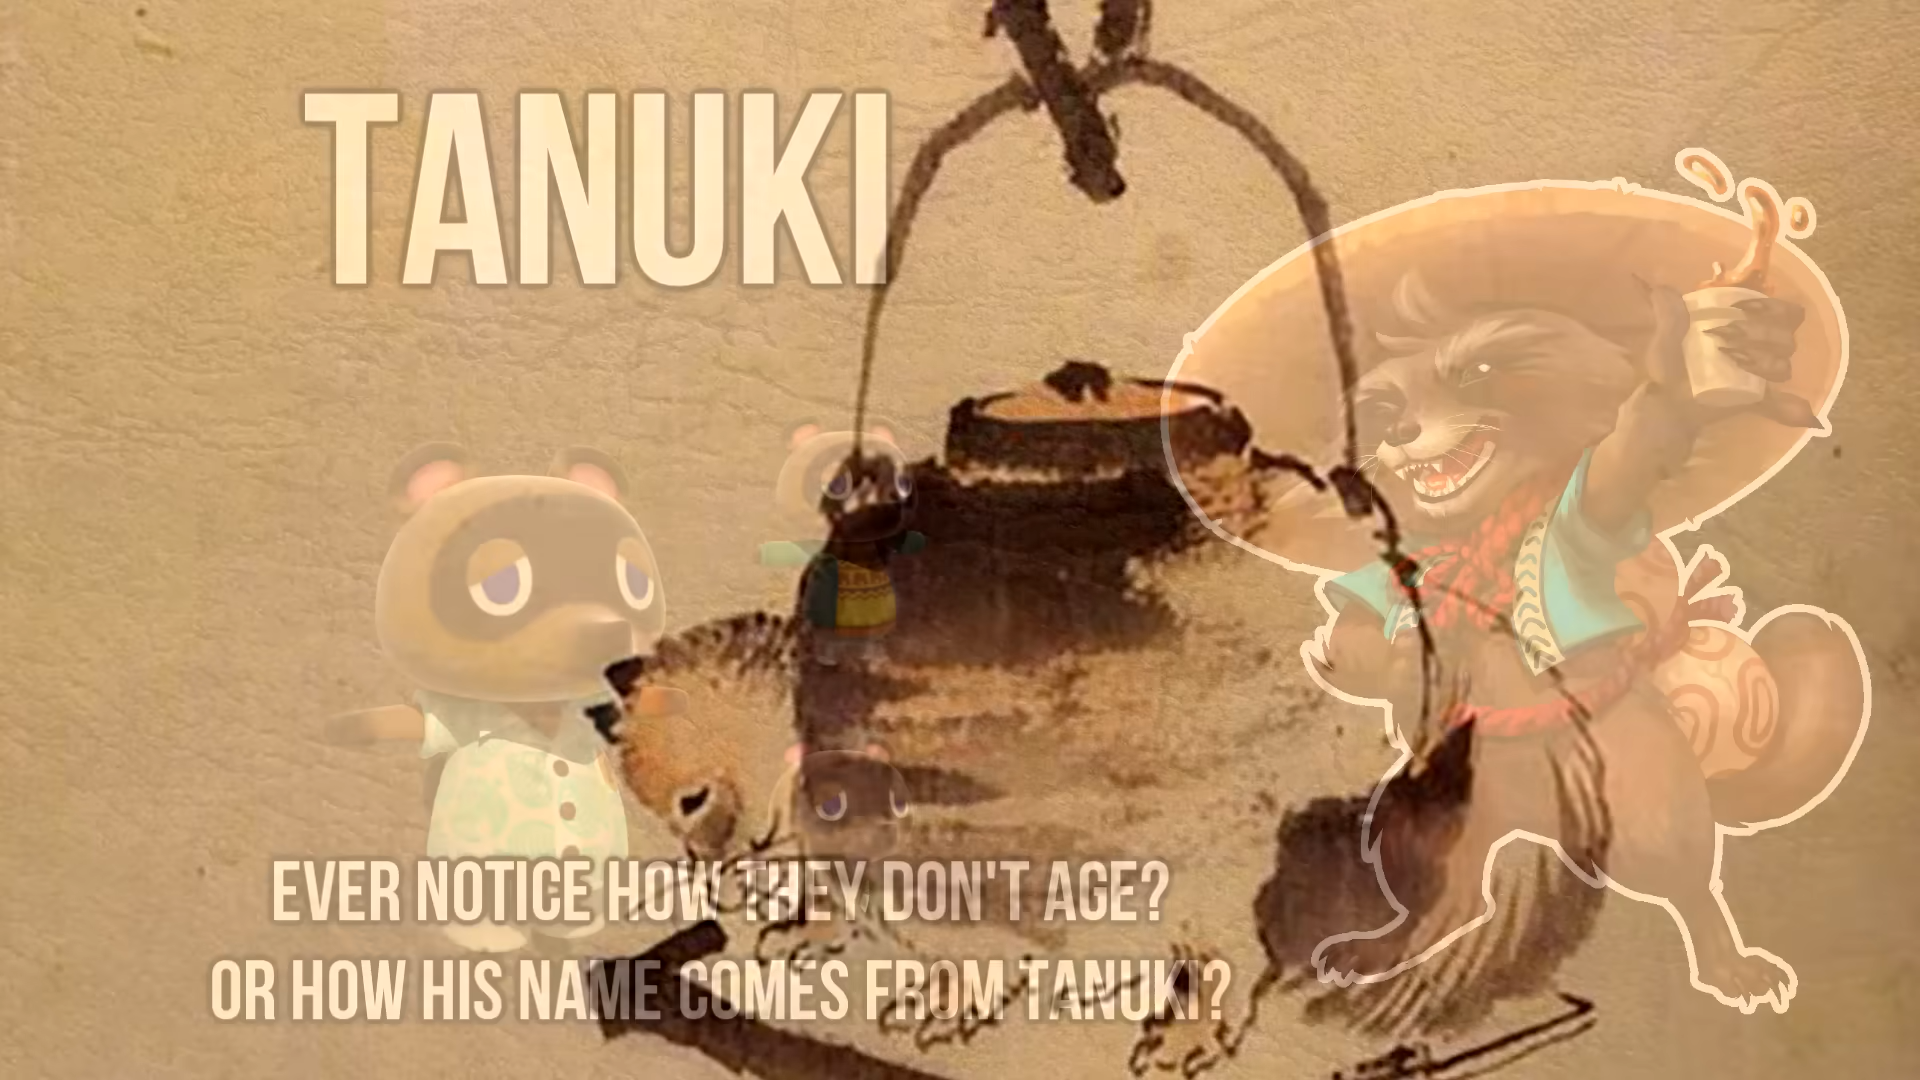 TANUKI
EVER NOTICE HOW THEY DON'T AGE?
OR HOW HIS NAME COMES FROM TANUKI?